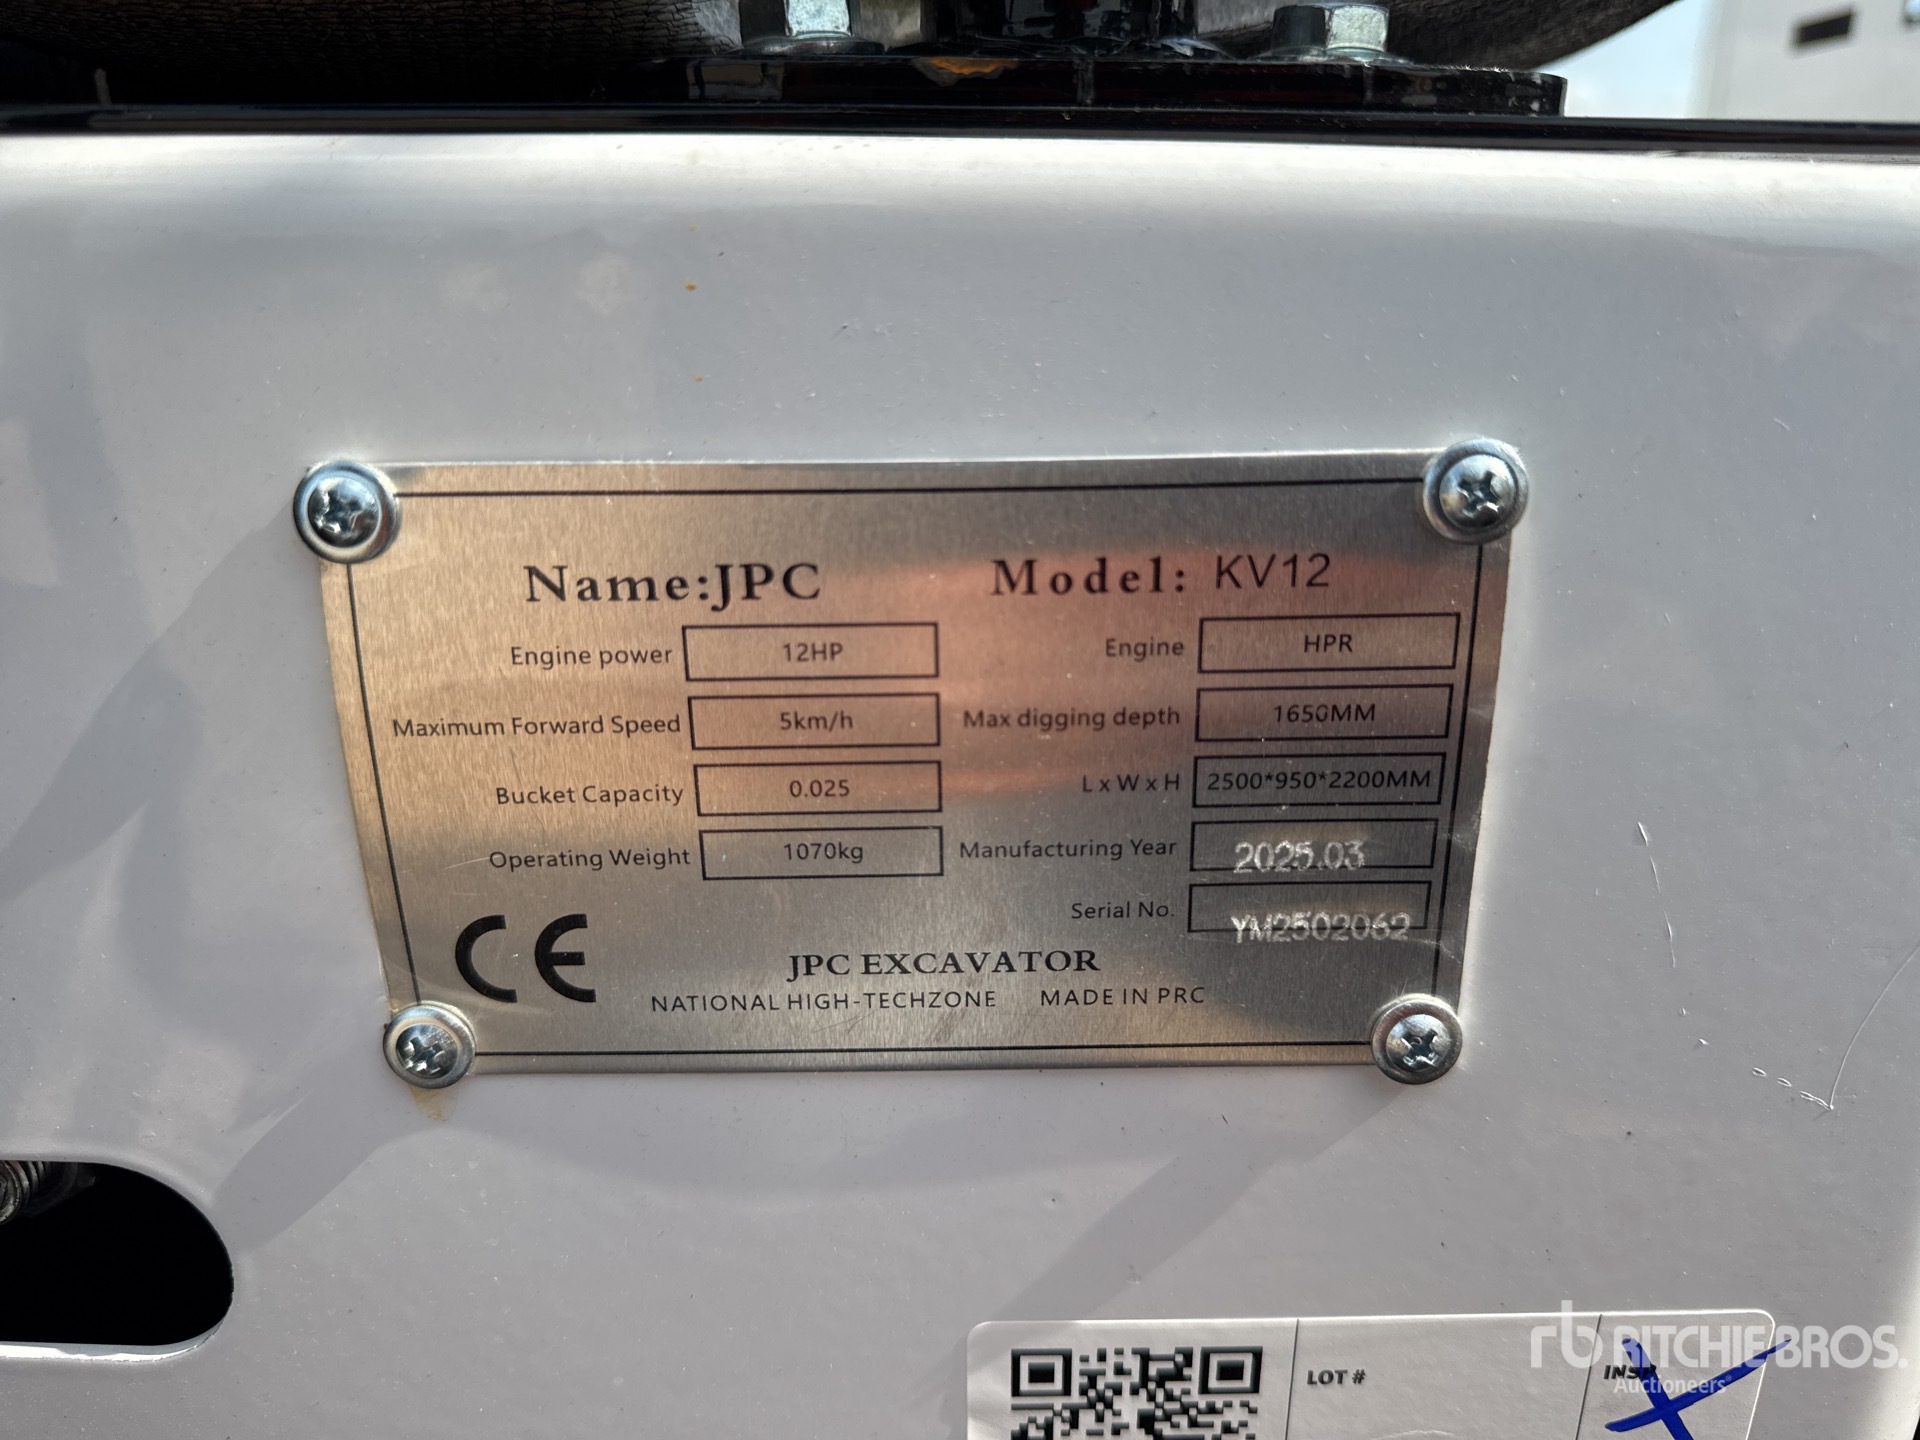 Name:JPC Model: KV12
Engine power 12HP Engine HPR
Maximum Forward Speed 5km/h Max digging depth 1650MM
Bucket Capacity 0.025 L x W x H 2500*950*2200MM
Operating Weight 1070kg Manufacturing Year 2025.03
Serial No. YM2502062
CE JPC EXCAVATOR
NATIONAL HIGH-TECHZONE MADE IN PRC
rb RITCHIE BROS.
Auctioneers
LOT #